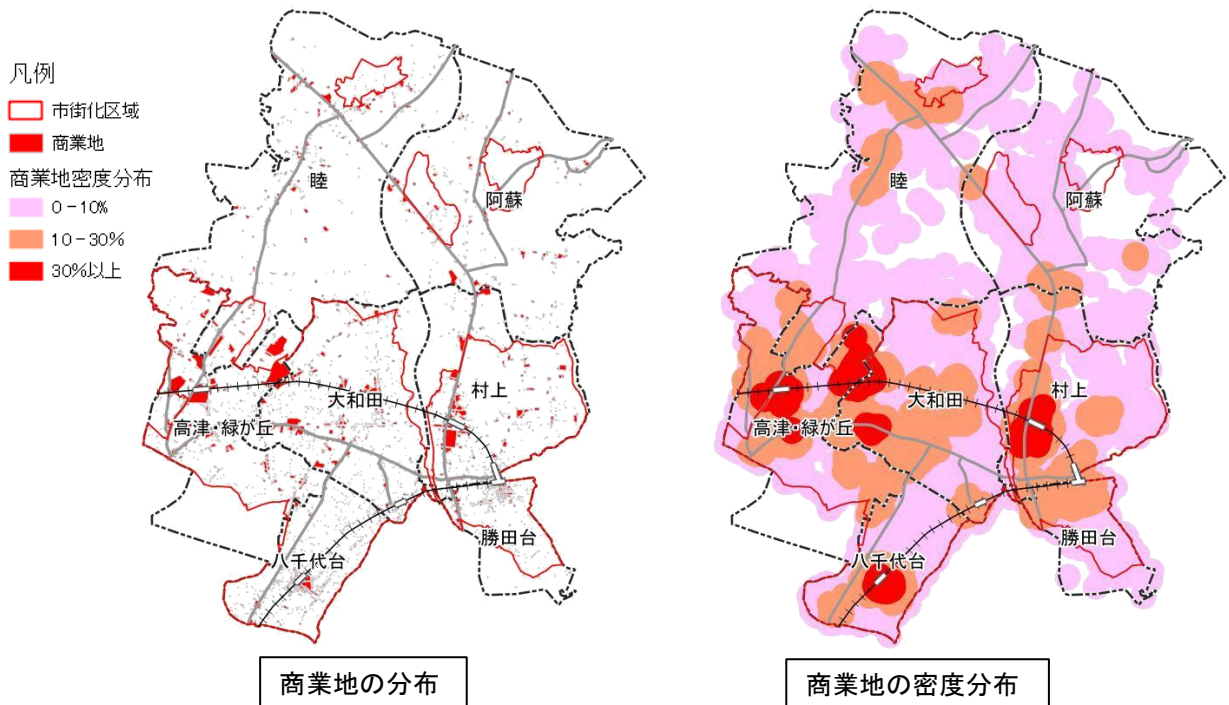 凡例
市街化区域
商業地
商業地密度分布
0-10%
10-30%
30%以上
睦
阿蘇
村上
大和田
高津・緑が丘
勝田台
八千代台
商業地の分布
睦
阿蘇
村上
大和田
高津・緑が丘
勝田台
八千代台
商業地の密度分布